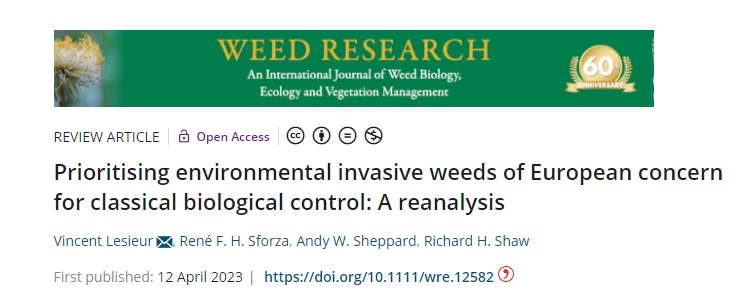 WEED RESEARCH
An International Journal of Weed Biology,
Ecology and Vegetation Management
60
ANNIVERSARY
REVIEW ARTICLE Open Access cc
Prioritising environmental invasive weeds of European concern
for classical biological control: A reanalysis
Vincent Lesieur, René F. H. Sforza, Andy W. Sheppard, Richard H. Shaw
First published: 12 April 2023 | https://doi.org/10.1111/wre.12582